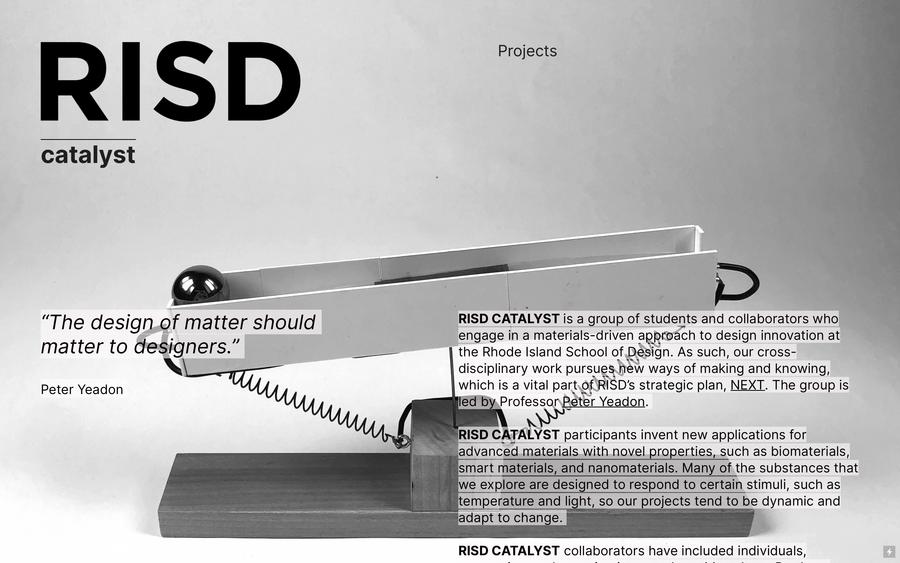 RISD
catalyst
Projects
“The design of matter should
matter to designers.”
Peter Yeadon
RISD CATALYST is a group of students and collaborators who
engage in a materials-driven approach to design innovation at
the Rhode Island School of Design. As such, our cross-
disciplinary work pursues new ways of making and knowing,
which is a vital part of RISD’s strategic plan, NEXT. The group is
led by Professor Peter Yeadon.
RISD CATALYST participants invent new applications for
advanced materials with novel properties, such as biomaterials,
smart materials, and nanomaterials. Many of the substances that
we explore are designed to respond to certain stimuli, such as
temperature and light, so our projects tend to be dynamic and
adapt to change.
RISD CATALYST collaborators have included individuals,